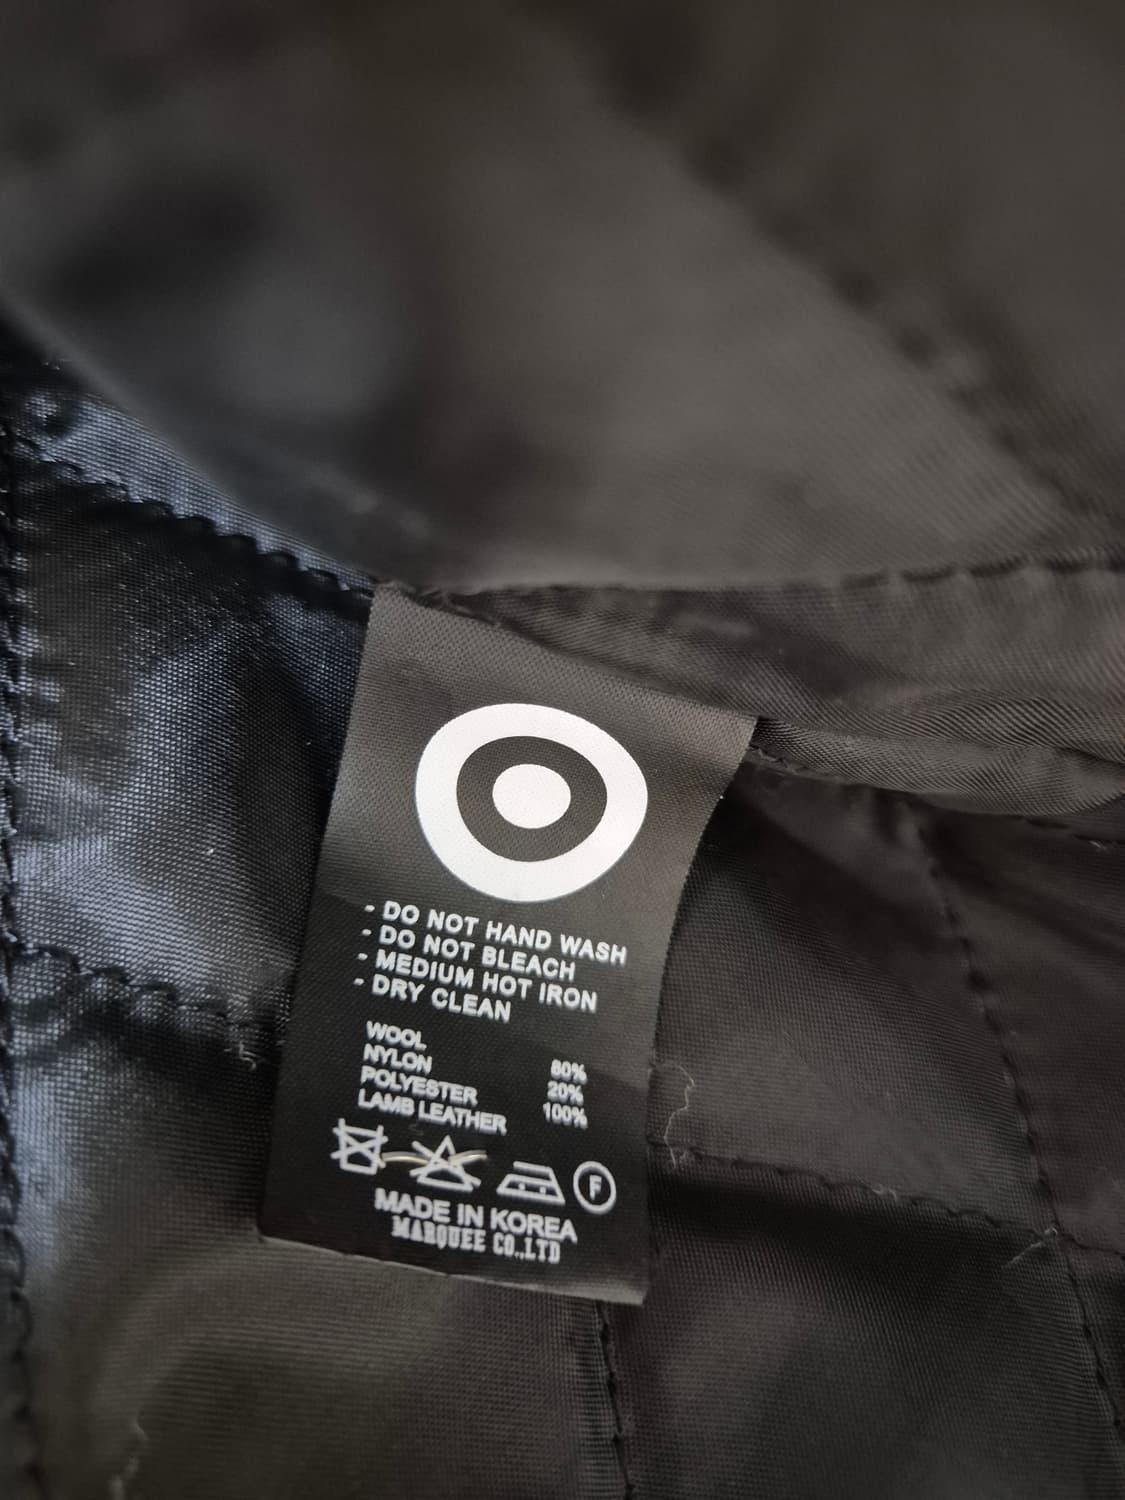 - DO NOT HAND WASH
- DO NOT BLEACH
- MEDIUM HOT IRON
- DRY CLEAN
WOOL
NYLON 80%
POLYESTER 20%
LAMB LEATHER 100%
F
MADE IN KOREA
MARQUEE CO.,LTD